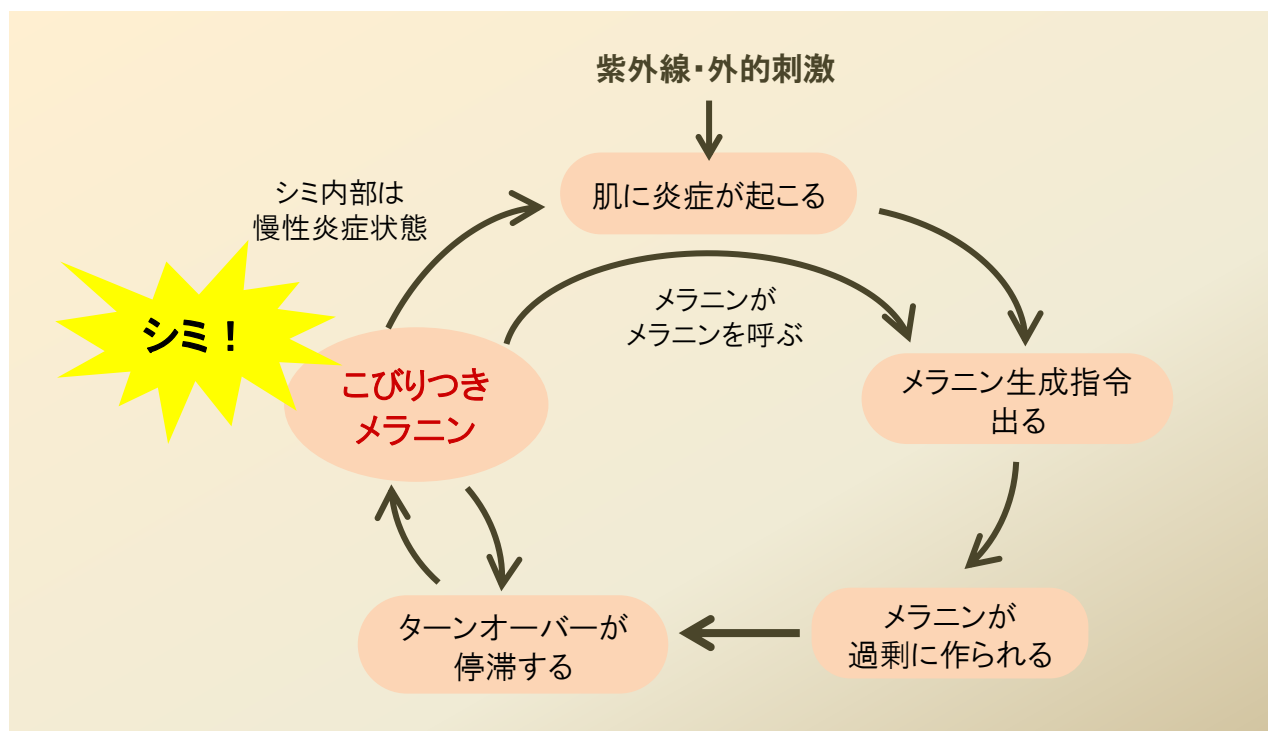 紫外線・外的刺激
肌に炎症が起こる
シミ内部は
慢性炎症状態
メラニンが
メラニンを呼ぶ
シミ！
こびりつき
メラニン
メラニン生成指令
出る
メラニンが
過剰に作られる
ターンオーバーが
停滞する